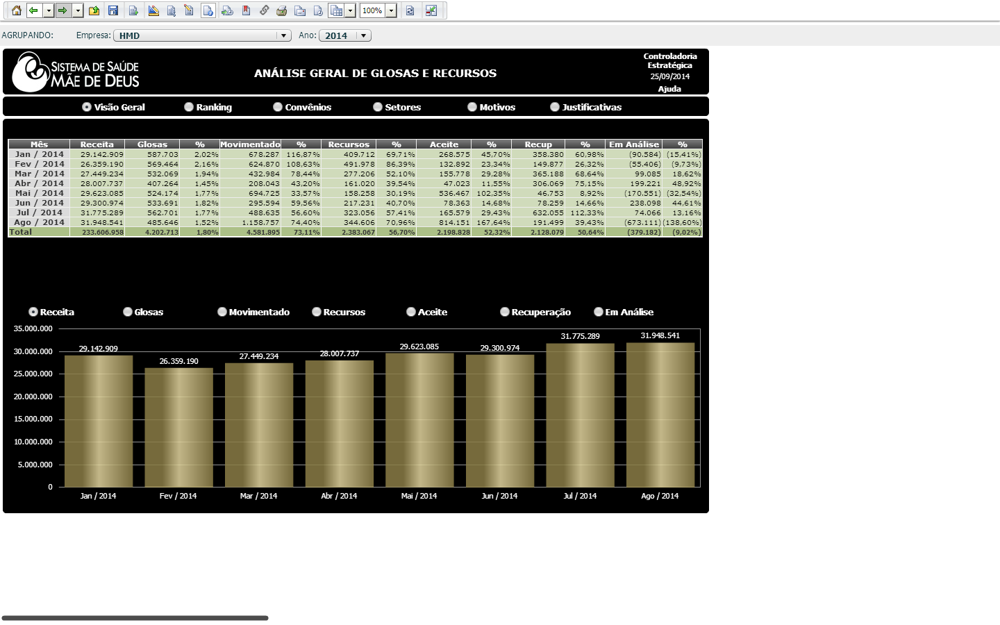 100%
AGRUPANDO: Empresa: HMD Ano: 2014
SISTEMA DE SAÚDE
MÃE DE DEUS
ANÁLISE GERAL DE GLOSAS E RECURSOS
Controladoria
Estratégica
25/09/2014
Ajuda
Visão Geral Ranking Convênios Setores Motivos Justificativas
Mês Receita Glosas % Movimentado % Recursos % Aceite % Recup % Em Análise %
Jan / 2014 29.142.909 587.703 2,02% 678.287 116,87% 409.712 69,71% 268.575 45,70% 358.380 60,98% (90.584) (15,41%)
Fev / 2014 26.359.190 569.464 2,16% 624.870 108,63% 491.978 86,39% 132.892 23,34% 149.877 26,32% (55.406) (9,73%)
Mar / 2014 27.449.234 532.069 1,94% 432.984 78,44% 277.206 52,10% 155.778 29,28% 365.188 68,64% 99.085 18,62%
Abr / 2014 28.007.737 407.264 1,45% 208.043 43,20% 161.020 39,54% 47.023 11,55% 306.069 75,15% 199.221 48,92%
Mai / 2014 29.623.085 524.174 1,77% 694.725 33,57% 158.258 30,19% 536.467 102,35% 46.753 8,92% (170.551) (32,54%)
Jun / 2014 29.300.974 533.691 1,82% 295.594 59,56% 217.231 40,70% 78.363 14,68% 78.259 14,66% 238.098 44,61%
Jul / 2014 31.775.289 562.701 1,77% 488.635 56,60% 323.056 57,41% 165.579 29,43% 632.055 112,33% 74.066 13,16%
Ago / 2014 31.948.541 485.646 1,52% 1.158.757 74,40% 344.606 70,96% 814.151 167,64% 191.499 39,43% (673.111) (138,60%)
Total 233.606.958 4.202.713 1,80% 4.581.895 73,11% 2.383.067 56,70% 2.198.828 52,32% 2.128.079 50,64% (379.182) (9,02%)
Receita Glosas Movimentado Recursos Aceite Recuperação Em Análise
35.000.000
30.000.000
25.000.000
20.000.000
15.000.000
10.000.000
5.000.000
0
29.142.909 26.359.190 27.449.234 28.007.737 29.623.085 29.300.974 31.775.289 31.948.541
Jan / 2014 Fev / 2014 Mar / 2014 Abr / 2014 Mai / 2014 Jun / 2014 Jul / 2014 Ago / 2014